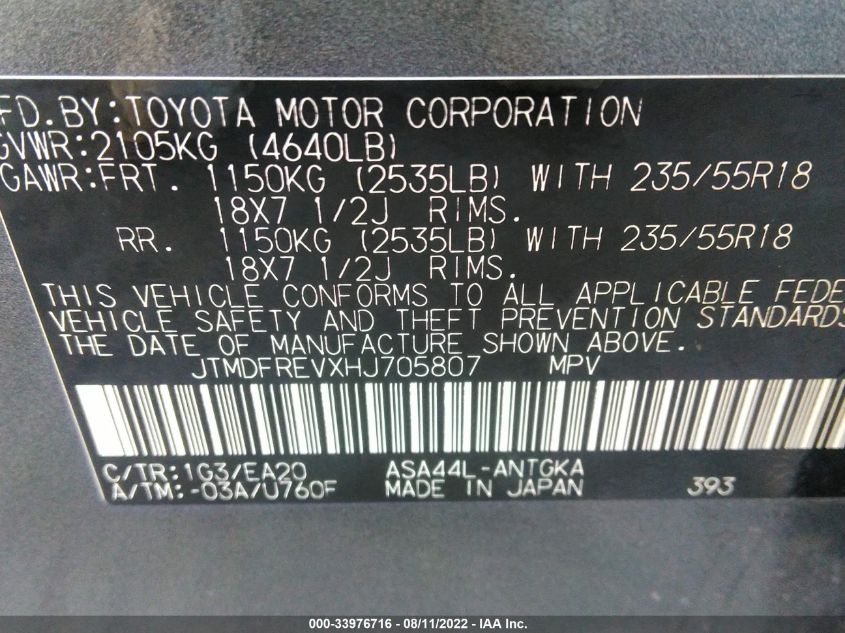 FD. BY: TOYOTA MOTOR CORPORATION
GVWR: 2105KG (4640LB)
GAWR: FRT. 1150KG (2535LB) WITH 235/55R18
18X7 1/2J RIMS.
RR. 1150KG (2535LB) WITH 235/55R18
18X7 1/2J RIMS.
THIS VEHICLE CONFORMS TO ALL APPLICABLE FEDE
VEHICLE SAFETY AND THEFT PREVENTION STANDARDS
THE DATE OF MANUFACTURE SHOWN ABOVE.
JTMDFREVXHJ705807 MPV
C/TR: 1G3/EA20 ASA44L-ANTGKA
A/TM: -03A/U760F MADE IN JAPAN 393
000-33976716 - 08/11/2022 - IAA Inc.